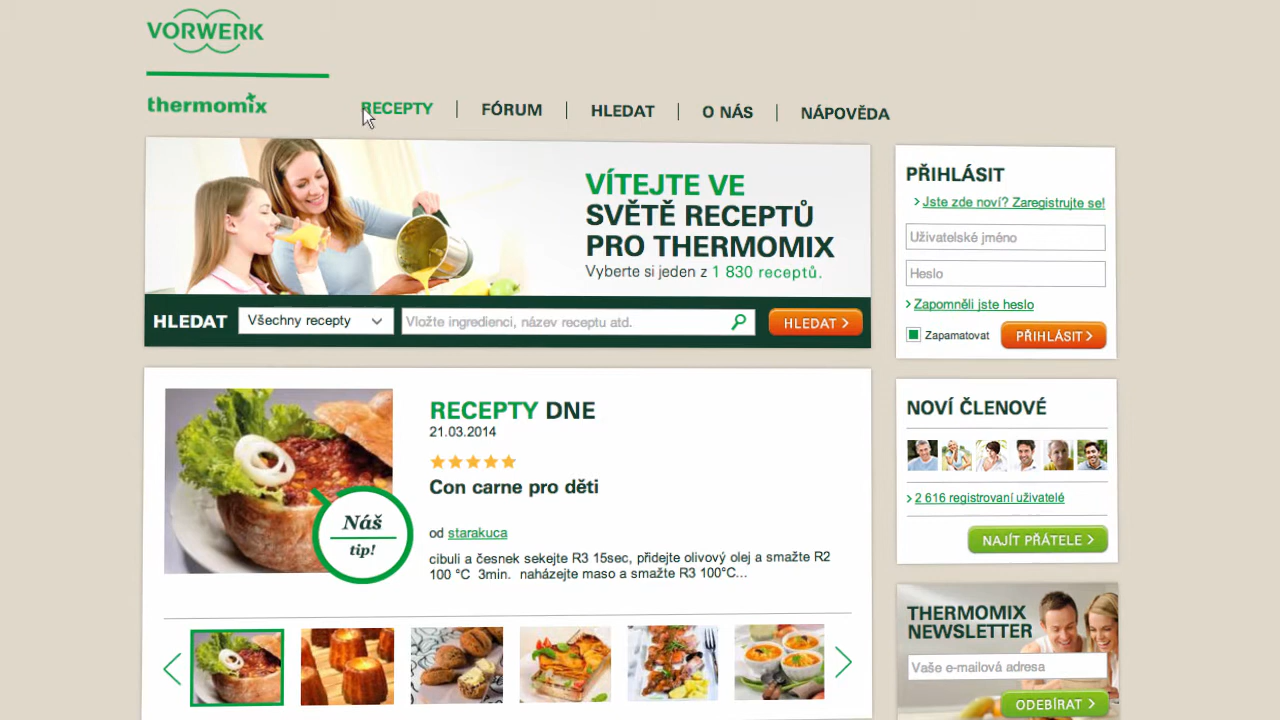 VORWERK
thermomix
RECEPTY
FÓRUM
HLEDAT
O NÁS
NÁPOVĚDA
VÍTEJTE VE
SVĚTĚ RECEPTŮ
PRO THERMOMIX
Vyberte si jeden z 1 830 receptů.
HLEDAT
Všechny recepty
Vložte ingredienci, název receptu atd.
HLEDAT
PŘIHLÁSIT
Jste zde noví? Zaregistrujte se!
Uživatelské jméno
Heslo
Zapomněli jste heslo
Zapamatovat
PŘIHLÁSIT
RECEPTY DNE
21.03.2014
Con carne pro děti
od starakuca
cibuli a česnek sekejte R3 15sec, přidejte olivový olej a smažte R2
100 °C 3min. naházejte maso a smažte R3 100°C...
Náš
tip!
NOVÍ ČLENOVÉ
2 616 registrovaní uživatelé
NAJÍT PŘÁTELE
THERMOMIX
NEWSLETTER
Vaše e-mailová adresa
ODEBÍRAT